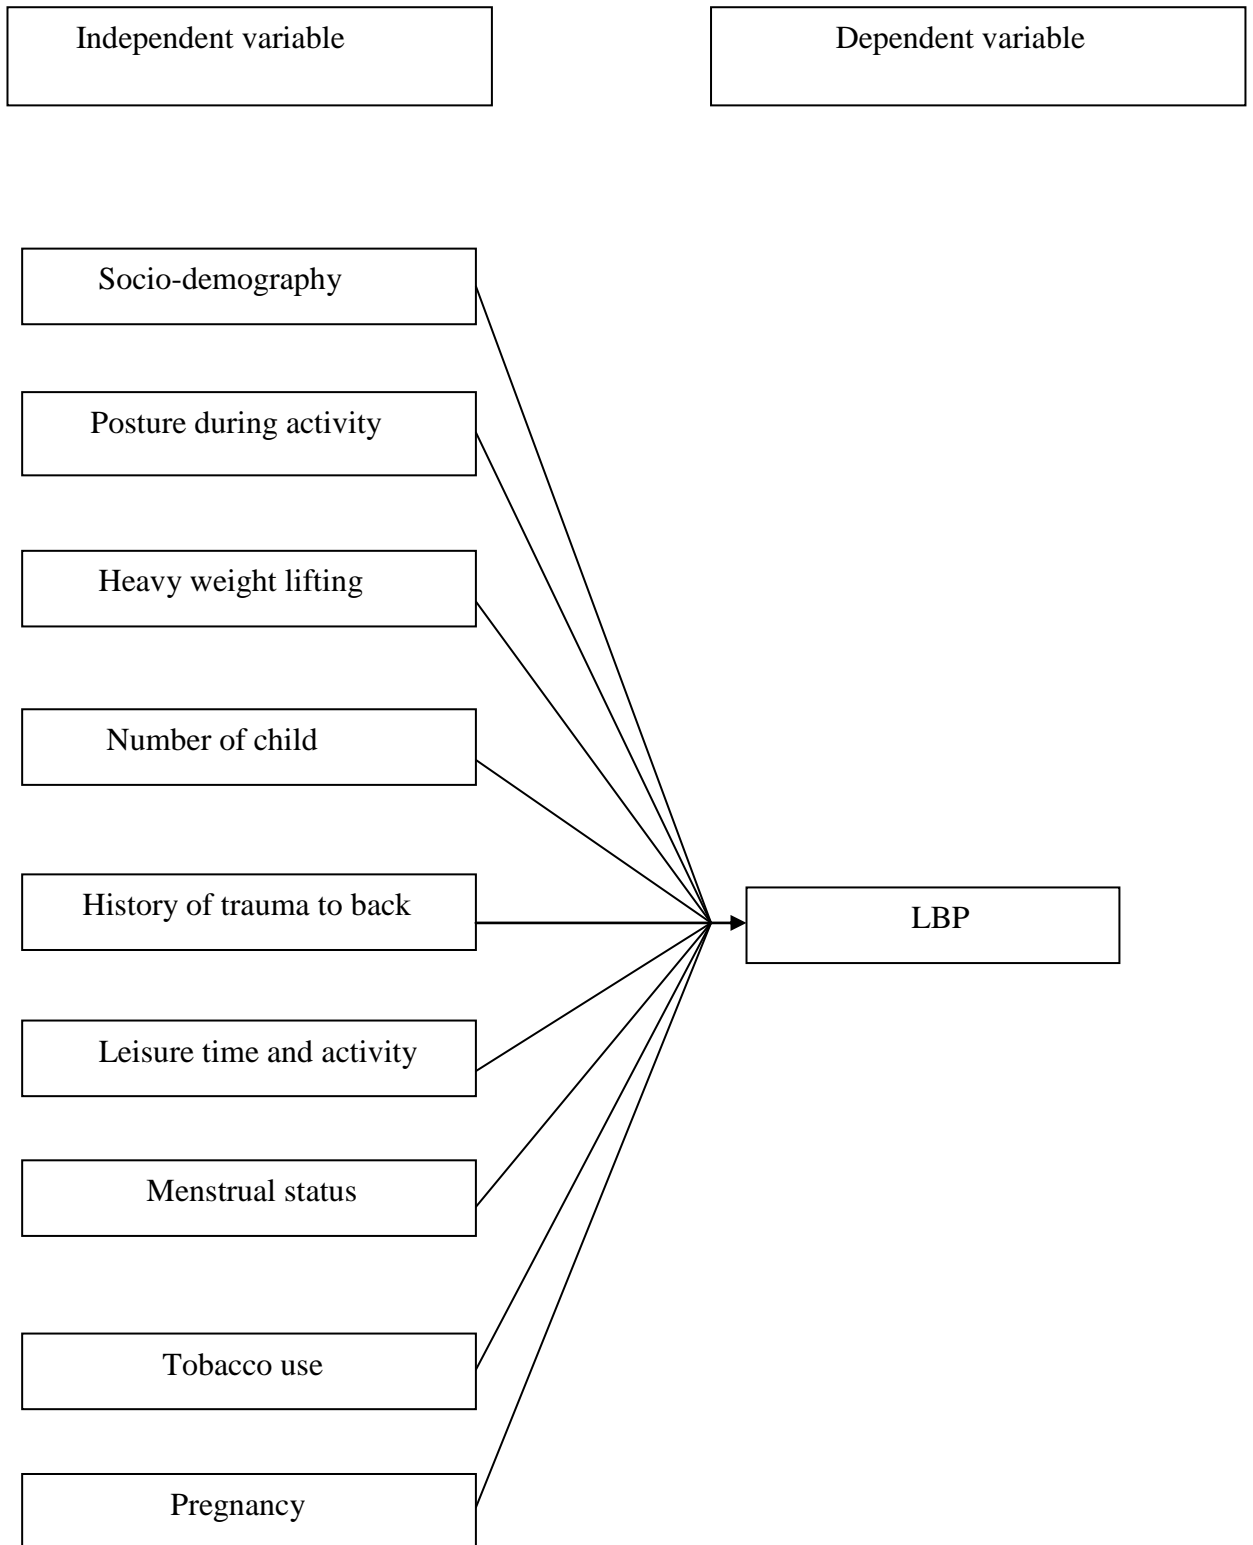 Independent variable
Dependent variable
Socio-demography
Posture during activity
Heavy weight lifting
Number of child
History of trauma to back
LBP
Leisure time and activity
Menstrual status
Tobacco use
Pregnancy